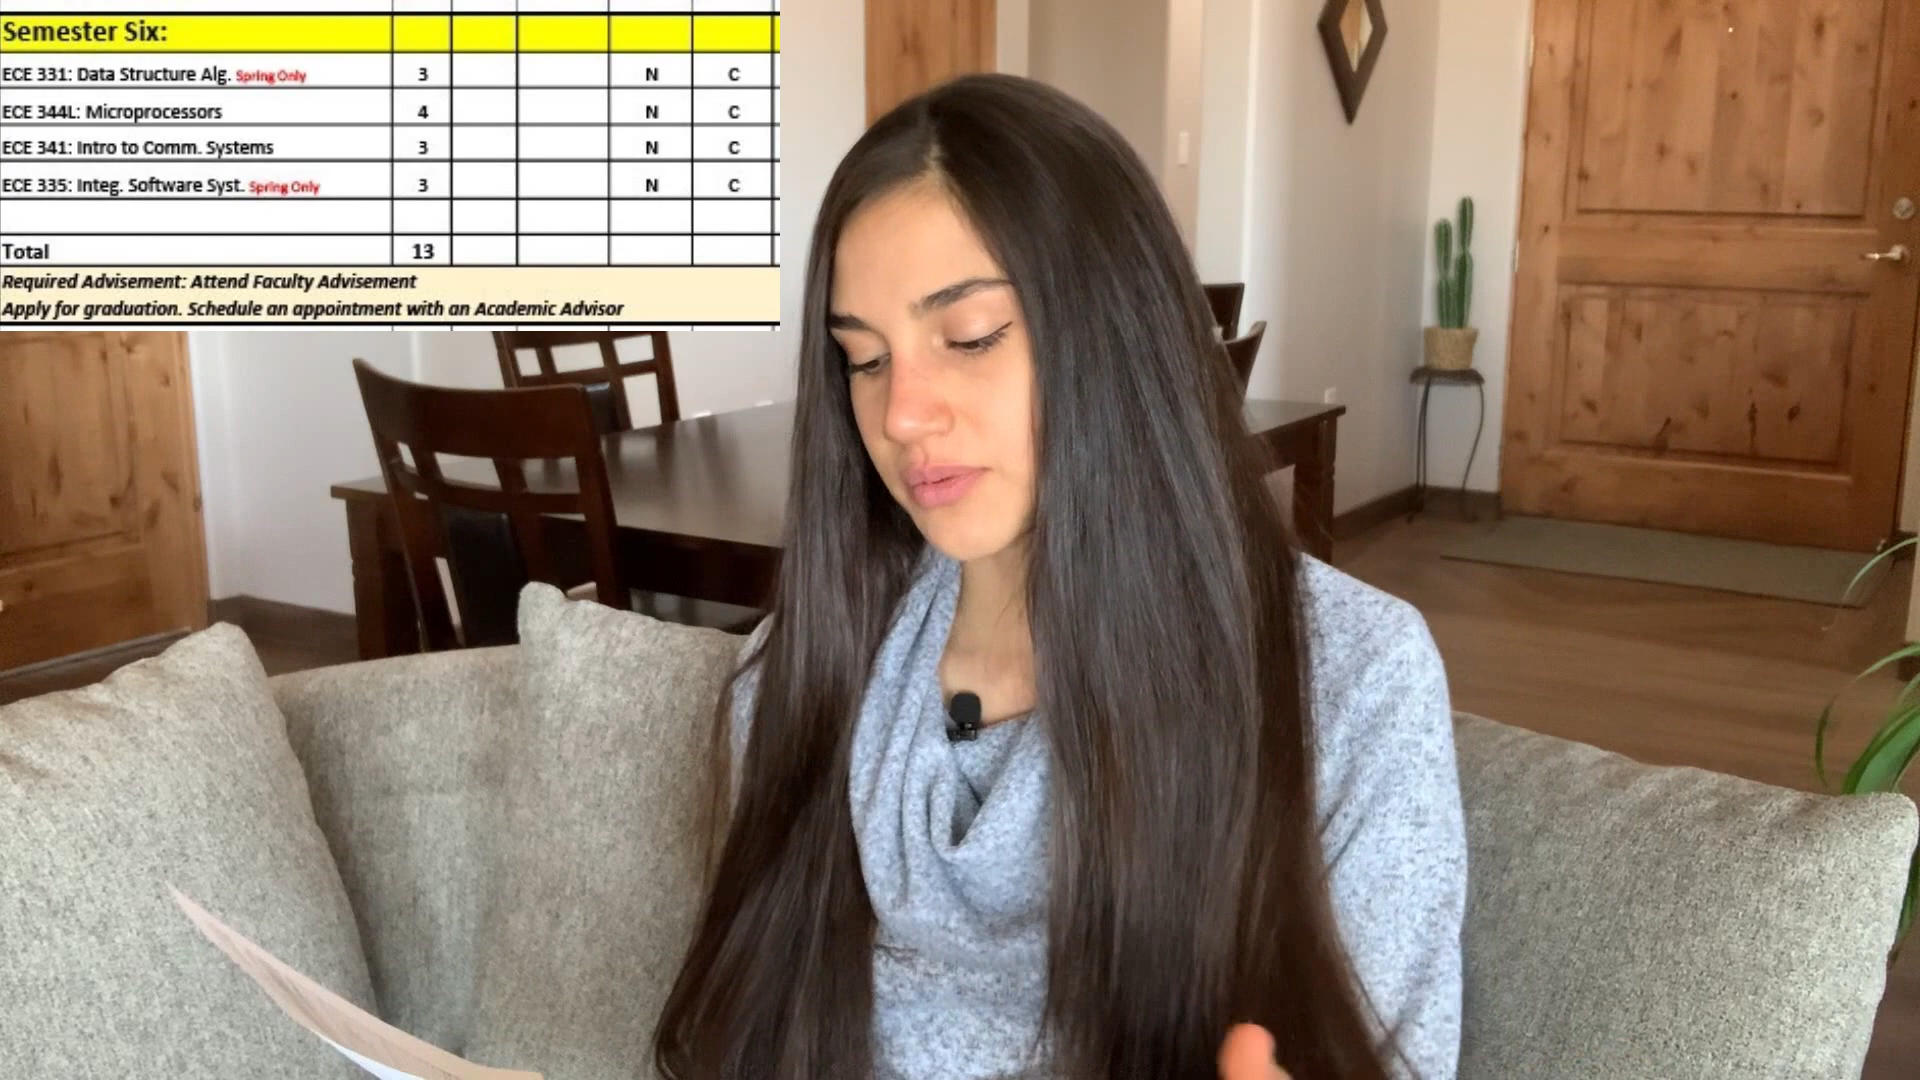 Semester Six:
ECE 331: Data Structure Alg. Spring Only 3 N C
ECE 344L: Microprocessors 4 N C
ECE 341: Intro to Comm. Systems 3 N C
ECE 335: Integ. Software Syst. Spring Only 3 N C
Total 13
Required Advisement: Attend Faculty Advisement
Apply for graduation. Schedule an appointment with an Academic Advisor